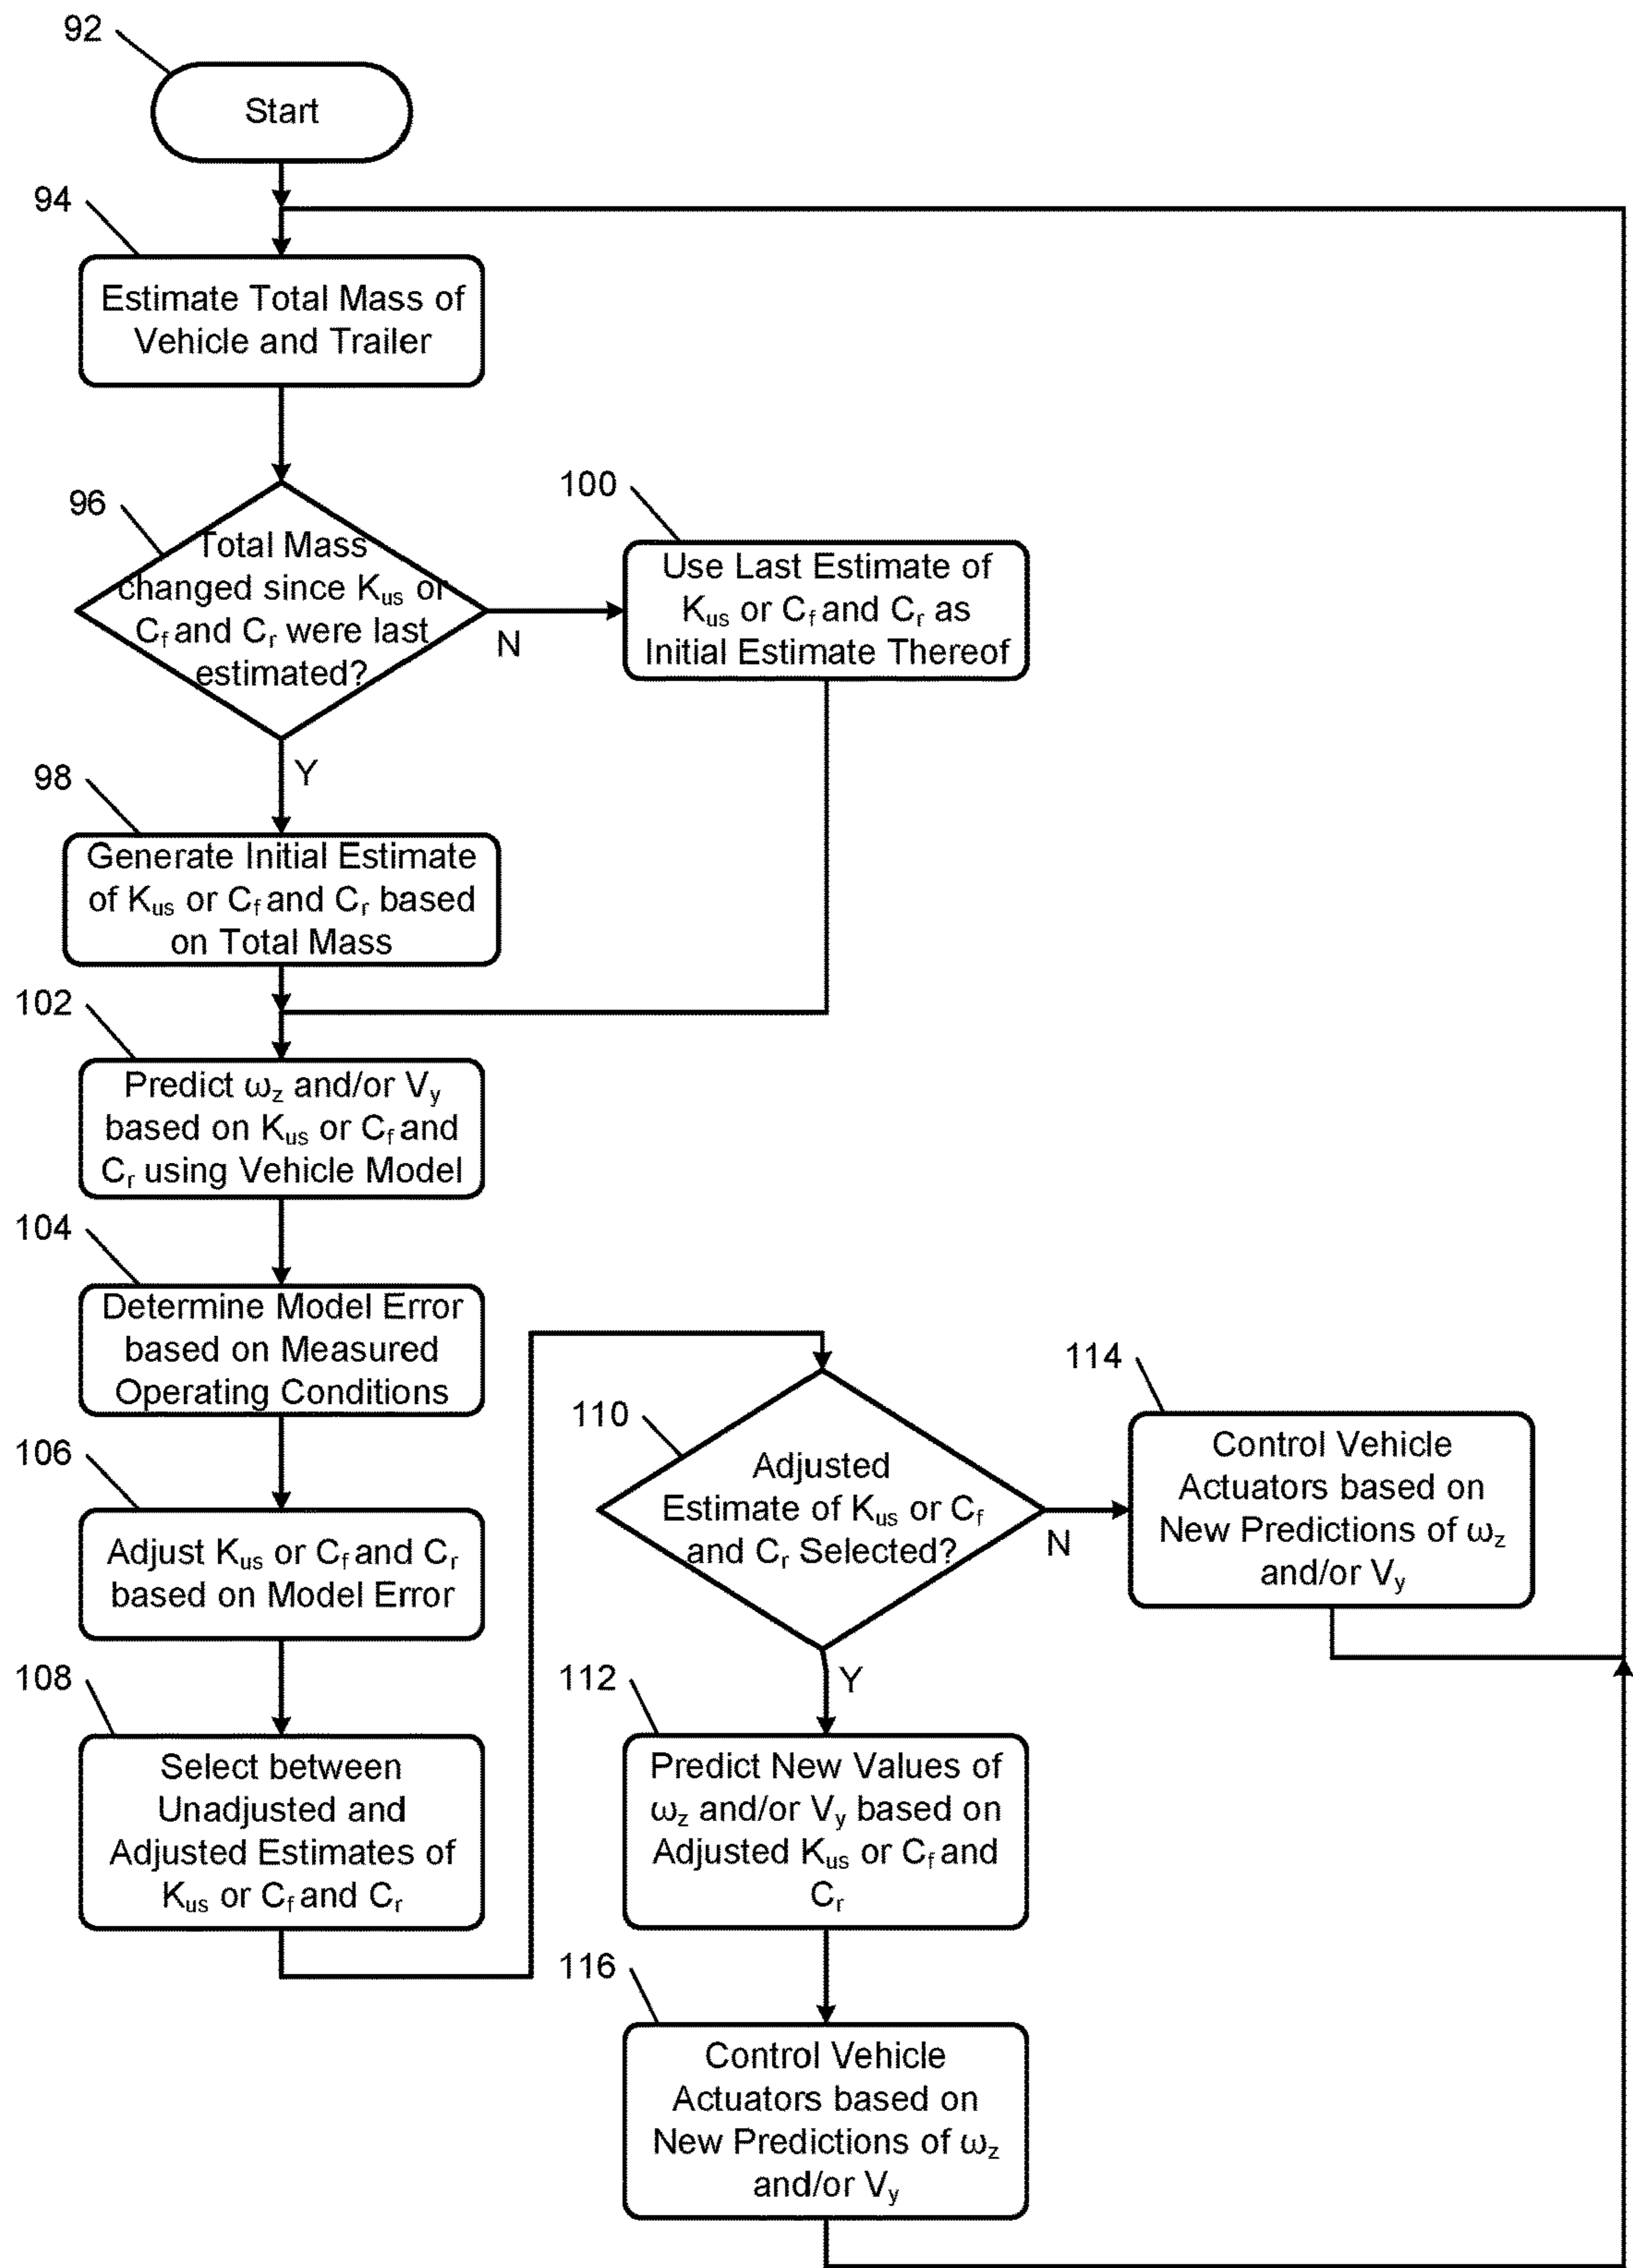 92
Start
94
Estimate Total Mass of
Vehicle and Trailer
96
Total Mass
changed since Kus or
Cf and Cr were last
estimated?
N
Y
100
Use Last Estimate of
Kus or Cf and Cr as
Initial Estimate Thereof
98
Generate Initial Estimate
of Kus or Cf and Cr based
on Total Mass
102
Predict ωz and/or Vy
based on Kus or Cf and
Cr using Vehicle Model
104
Determine Model Error
based on Measured
Operating Conditions
106
Adjust Kus or Cf and Cr
based on Model Error
108
Select between
Unadjusted and
Adjusted Estimates of
Kus or Cf and Cr
110
Adjusted
Estimate of Kus or Cf
and Cr Selected?
N
Y
114
Control Vehicle
Actuators based on
New Predictions of ωz
and/or Vy
112
Predict New Values of
ωz and/or Vy based on
Adjusted Kus or Cf and
Cr
116
Control Vehicle
Actuators based on
New Predictions of ωz
and/or Vy